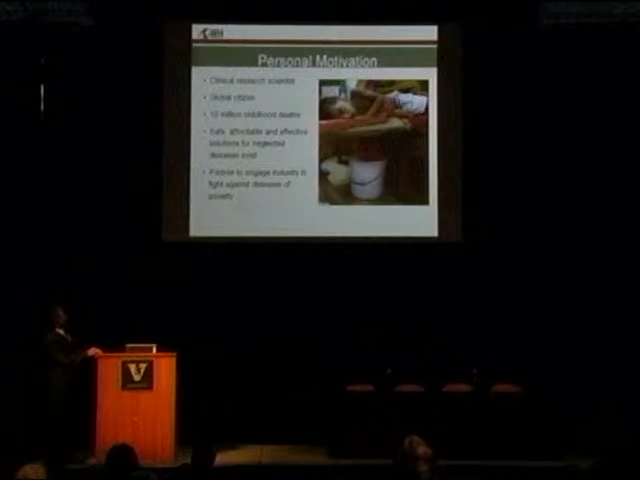 Personal Motivation
• Clinical research scientist
• Global citizen
• 10 million childhood deaths
• Safe, affordable and effective
solutions for neglected
diseases exist
• Partner to engage industry in
fight against diseases of
poverty
V